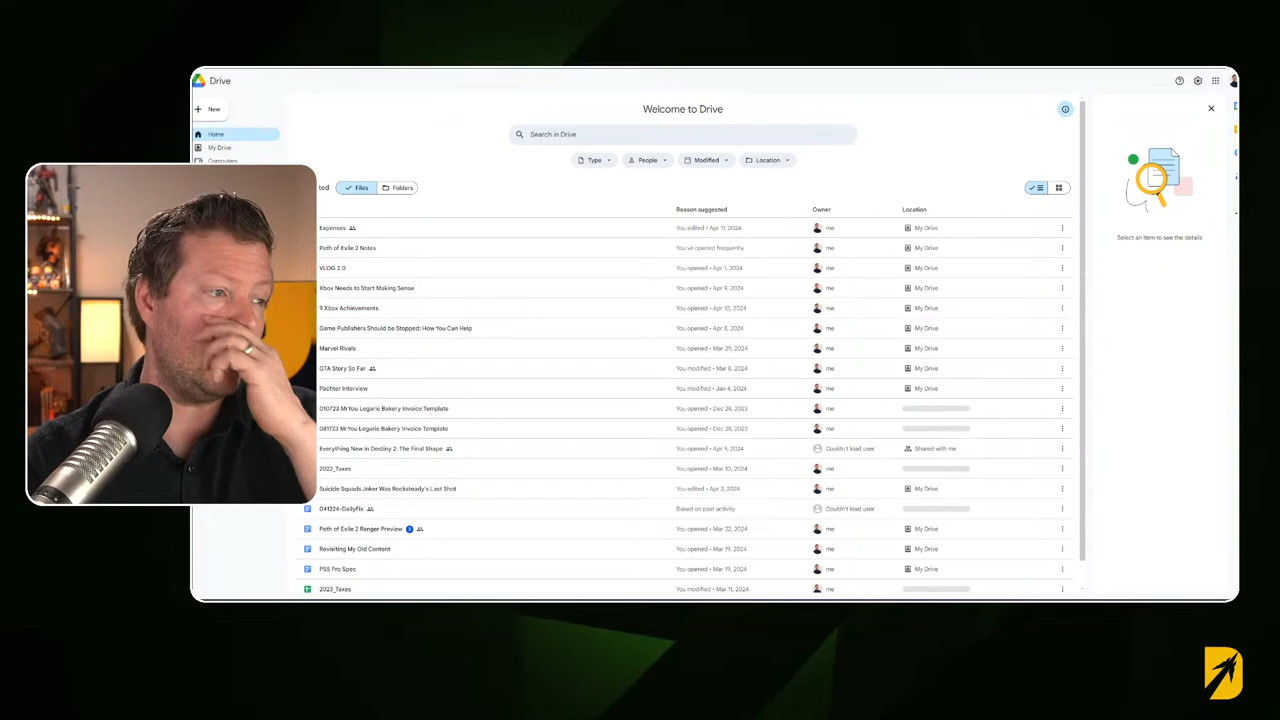 Drive
New
Welcome to Drive
Home
Search in Drive
My Drive
Computers
Type People Modified Location
ted Files Folders
Reason suggested Owner Location
Expenses You edited • Apr 11, 2024 me My Drive
Path of Exile 2 Notes You've opened frequently me My Drive
VLOG 2.0 You opened • Apr 1, 2024 me My Drive
Xbox Needs to Start Making Sense You opened • Apr 9, 2024 me My Drive
9 Xbox Achievements You opened • Apr 10, 2024 me My Drive
Game Publishers Should be Stopped: How You Can Help You opened • Apr 8, 2024 me My Drive
Marvel Rivals You opened • Mar 29, 2024 me My Drive
GTA Story So Far You modified • Mar 8, 2024 me My Drive
Pachter Interview You modified • Jan 4, 2024 me My Drive
010723 MrYou Legarie Bakery Invoice Template You opened • Dec 28, 2023 me
081723 MrYou Legarie Bakery Invoice Template You opened • Dec 28, 2023 me
Everything New in Destiny 2: The Final Shape You opened • Apr 9, 2024 Couldn't load user Shared with me
2022_Taxes You opened • Mar 10, 2024 me
Suicide Squads Joker Was Rocksteady's Last Shot You edited • Apr 2, 2024 me My Drive
041224-DailyFix Based on past activity Couldn't load user
Path of Exile 2 Ranger Preview You opened • Mar 22, 2024 me My Drive
Revisiting My Old Content You opened • Mar 19, 2024 me My Drive
PS5 Pro Spec You opened • Mar 19, 2024 me My Drive
2023_Taxes You modified • Mar 11, 2024 me
Select an item to see the details